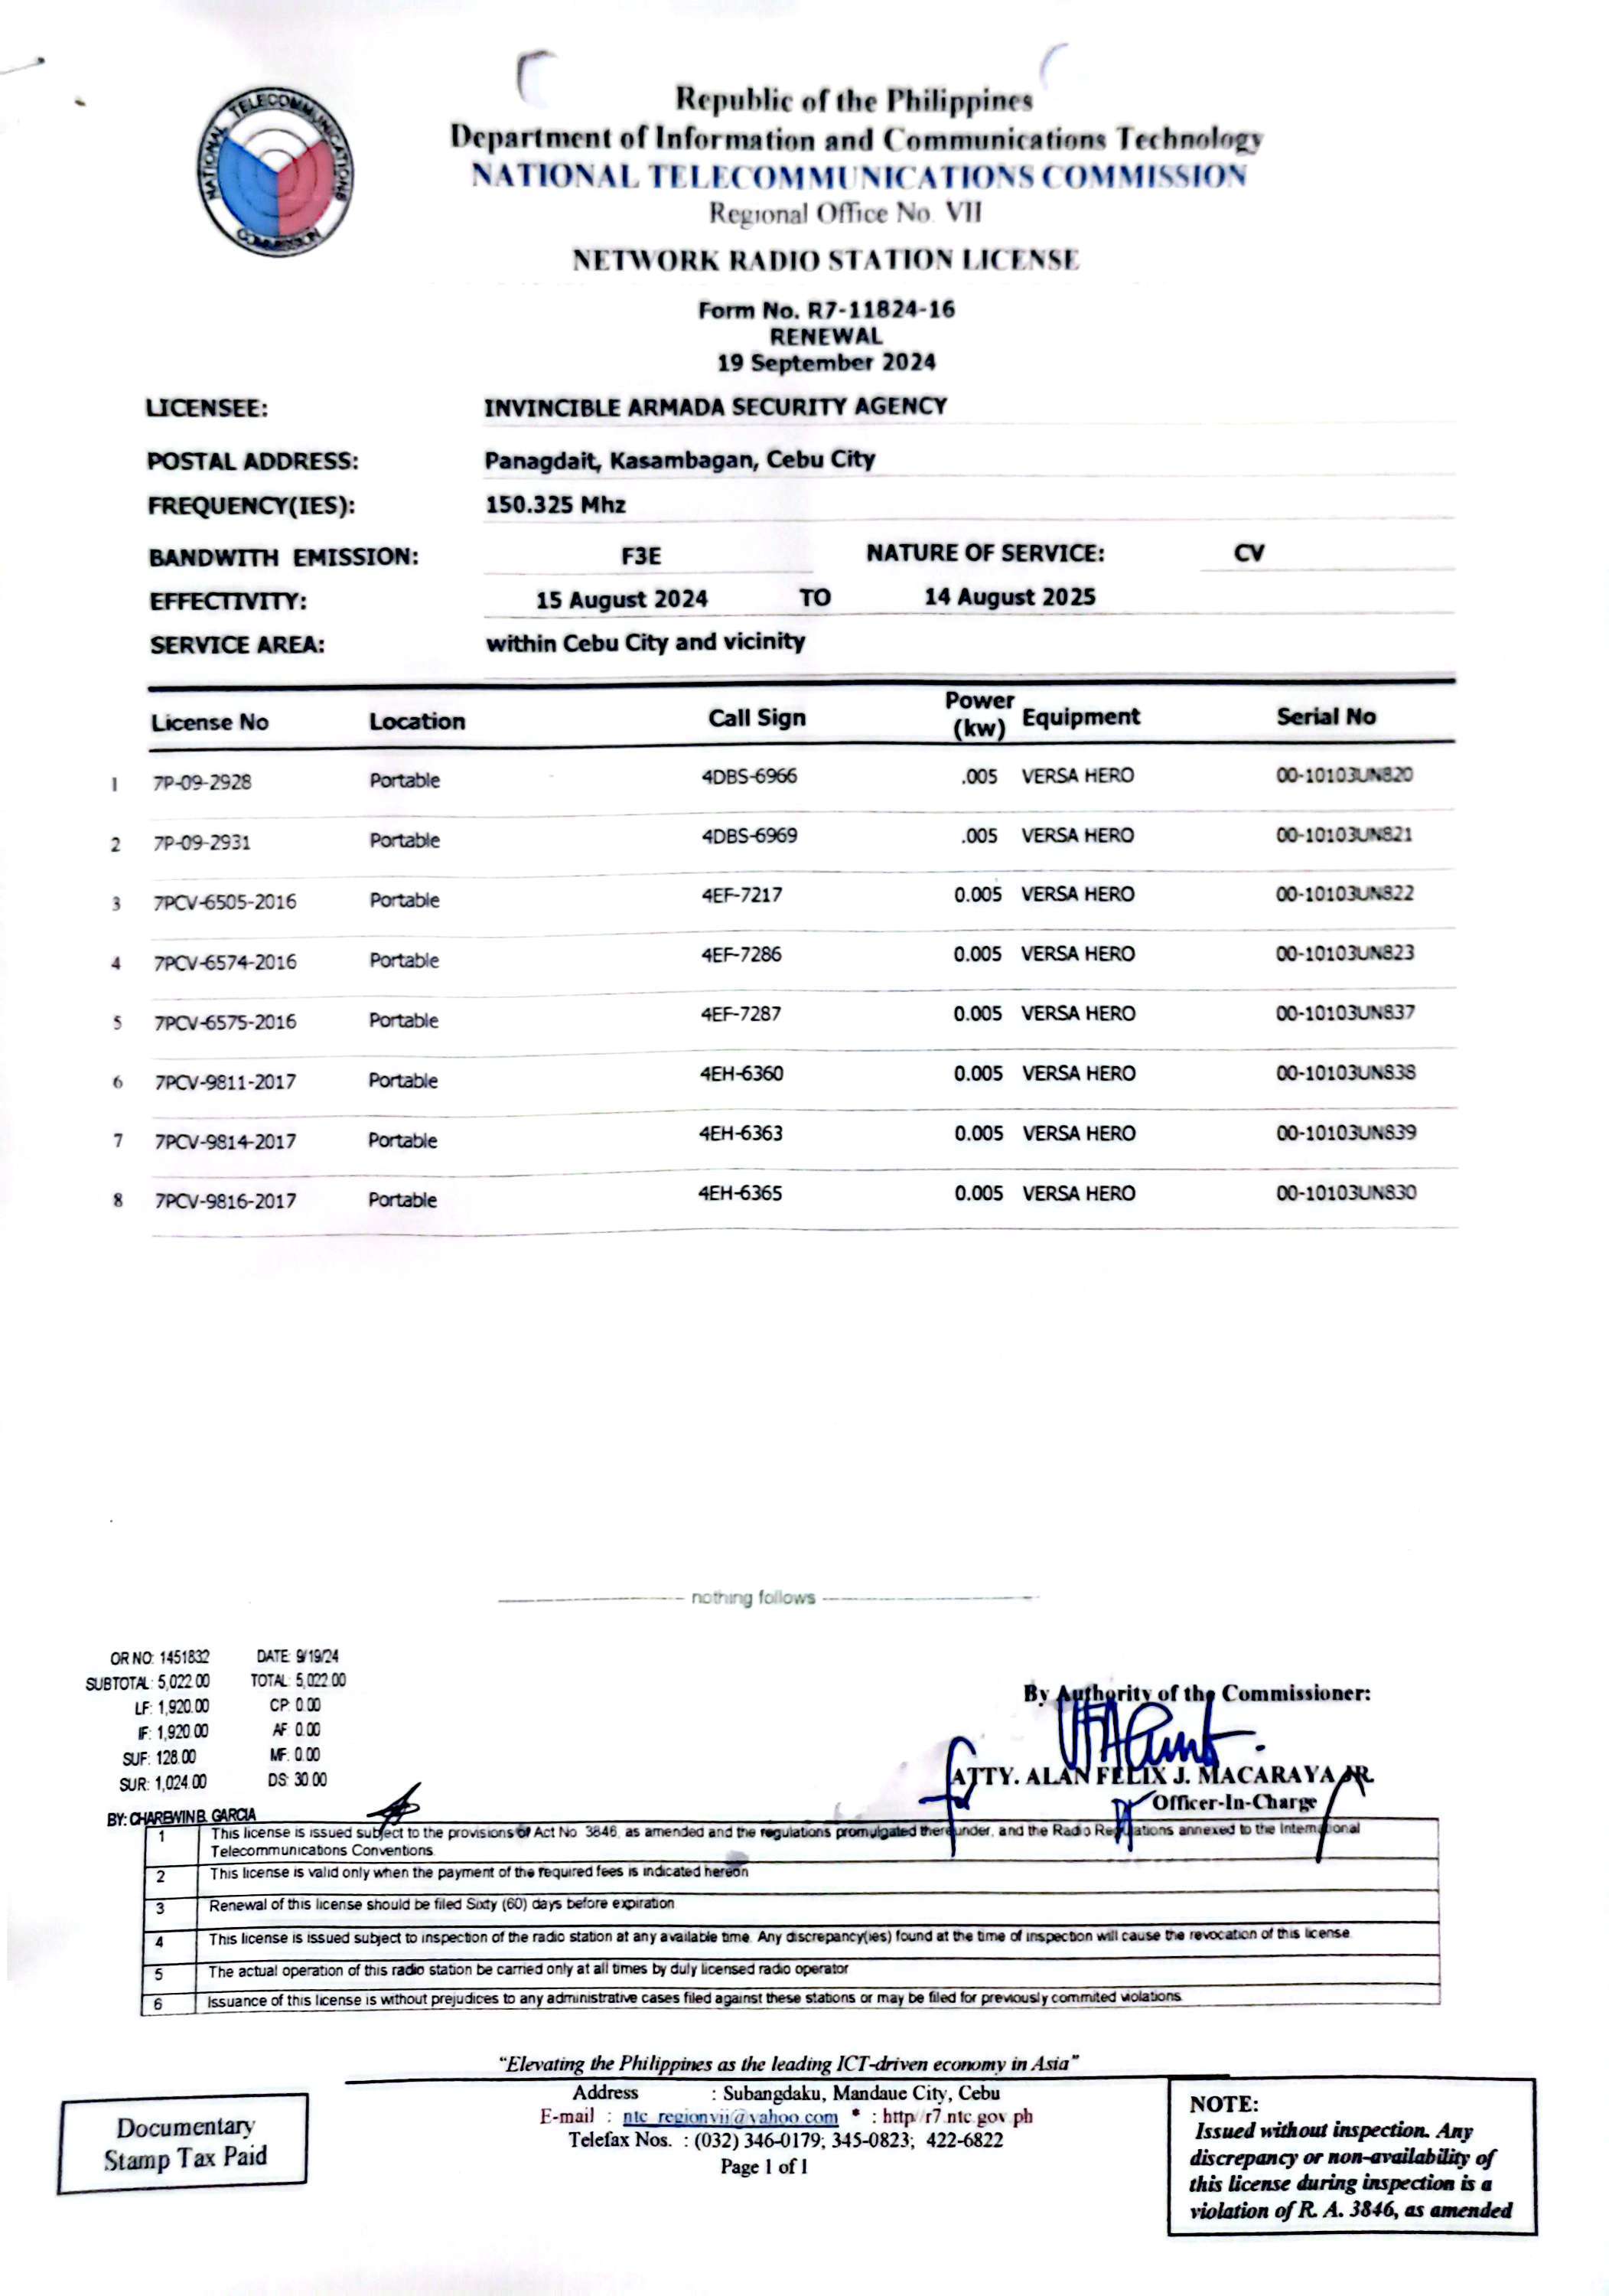 NATIONAL TELECOMMUNICATIONS COMMISSION
Republic of the Philippines
Department of Information and Communications Technology
NATIONAL TELECOMMUNICATIONS COMMISSION
Regional Office No. VII
NETWORK RADIO STATION LICENSE
Form No. R7-11824-16
RENEWAL
19 September 2024
LICENSEE: INVINCIBLE ARMADA SECURITY AGENCY
POSTAL ADDRESS: Panagdait, Kasambagan, Cebu City
FREQUENCY(IES): 150.325 Mhz
BANDWITH EMISSION: F3E NATURE OF SERVICE: CV
EFFECTIVITY: 15 August 2024 TO 14 August 2025
SERVICE AREA: within Cebu City and vicinity
License No Location Call Sign Power (kw) Equipment Serial No
1 7P-09-2928 Portable 4DBS-6966 .005 VERSA HERO 00-10103UN820
2 7P-09-2931 Portable 4DBS-6969 .005 VERSA HERO 00-10103UN821
3 7PCV-6505-2016 Portable 4EF-7217 0.005 VERSA HERO 00-10103UN822
4 7PCV-6574-2016 Portable 4EF-7286 0.005 VERSA HERO 00-10103UN823
5 7PCV-6575-2016 Portable 4EF-7287 0.005 VERSA HERO 00-10103UN837
6 7PCV-9811-2017 Portable 4EH-6360 0.005 VERSA HERO 00-10103UN838
7 7PCV-9814-2017 Portable 4EH-6363 0.005 VERSA HERO 00-10103UN839
8 7PCV-9816-2017 Portable 4EH-6365 0.005 VERSA HERO 00-10103UN830
nothing follows
OR NO: 1451832 DATE: 9/19/24
SUBTOTAL: 5,022.00 TOTAL: 5,022.00
LF: 1,920.00 CP: 0.00
IF: 1,920.00 AF: 0.00
SUF: 128.00 MF: 0.00
SUR: 1,024.00 DS: 30.00
BY: CHAREWIN B. GARCIA
By Authority of the Commissioner:
for
ATTY. ALAN FELIX J. MACARAYA JR.
Officer-In-Charge
1 This license is issued subject to the provisions of Act No. 3846, as amended and the regulations promulgated thereunder, and the Radio Regulations annexed to the International
Telecommunications Conventions
2 This license is valid only when the payment of the required fees is indicated hereon
3 Renewal of this license should be filed Sixty (60) days before expiration
4 This license is issued subject to inspection of the radio station at any available time. Any discrepancy(ies) found at the time of inspection will cause the revocation of this license.
5 The actual operation of this radio station be carried only at all times by duly licensed radio operator
6 Issuance of this license is without prejudices to any administrative cases filed against these stations or may be filed for previously commited violations.
"Elevating the Philippines as the leading ICT-driven economy in Asia"
Address : Subangdaku, Mandaue City, Cebu
E-mail : ntc_regionvii@yahoo.com * : http//r7.ntc.gov.ph
Telefax Nos. : (032) 346-0179; 345-0823; 422-6822
Page 1 of 1
Documentary
Stamp Tax Paid
NOTE:
Issued without inspection. Any
discrepancy or non-availability of
this license during inspection is a
violation of R. A. 3846, as amended